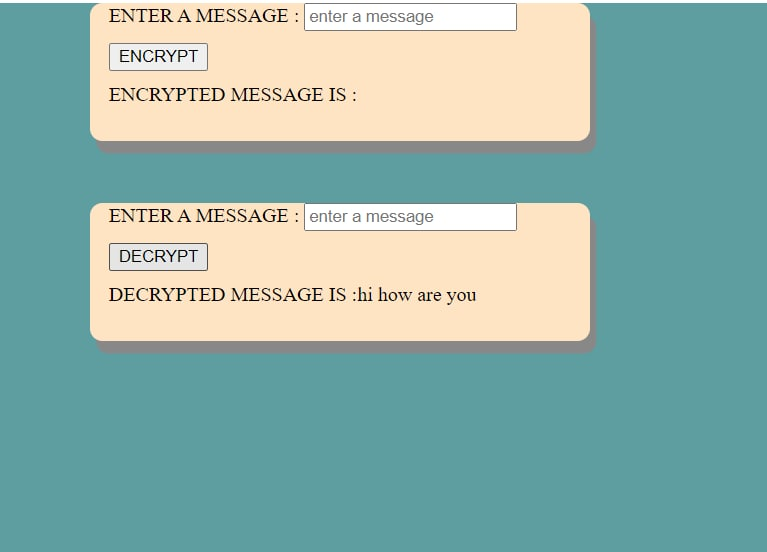 ENTER A MESSAGE : enter a message
ENCRYPT
ENCRYPTED MESSAGE IS :
ENTER A MESSAGE : enter a message
DECRYPT
DECRYPTED MESSAGE IS :hi how are you